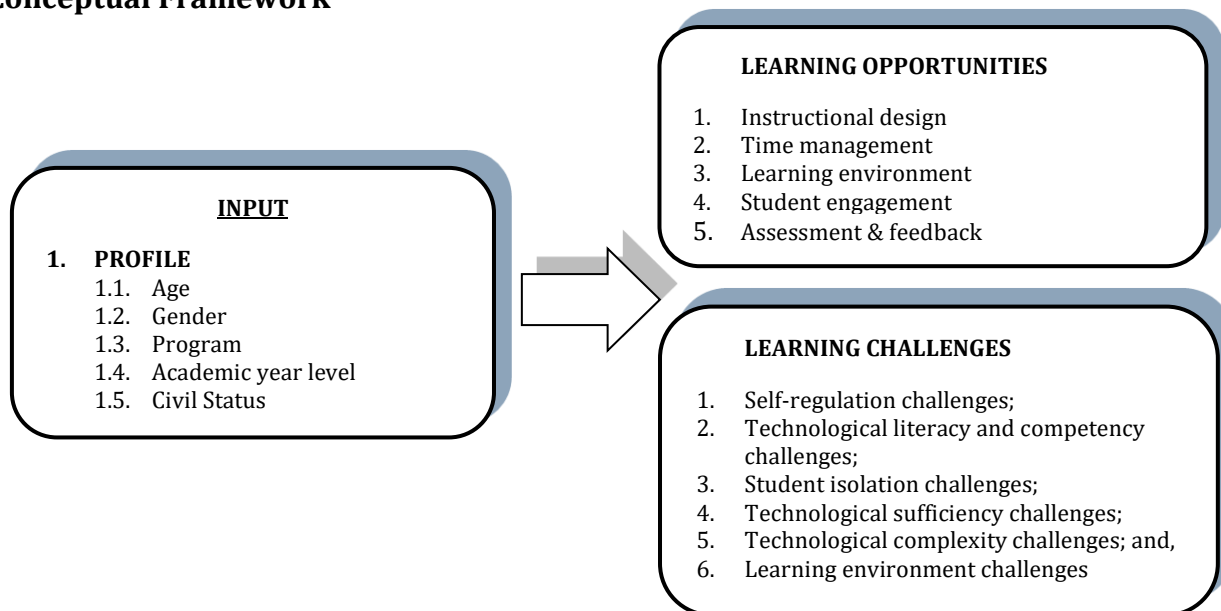 Conceptual Framework
INPUT
1. PROFILE
1.1. Age
1.2. Gender
1.3. Program
1.4. Academic year level
1.5. Civil Status
LEARNING OPPORTUNITIES
1. Instructional design
2. Time management
3. Learning environment
4. Student engagement
5. Assessment & feedback
LEARNING CHALLENGES
1. Self-regulation challenges;
2. Technological literacy and competency
challenges;
3. Student isolation challenges;
4. Technological sufficiency challenges;
5. Technological complexity challenges; and,
6. Learning environment challenges